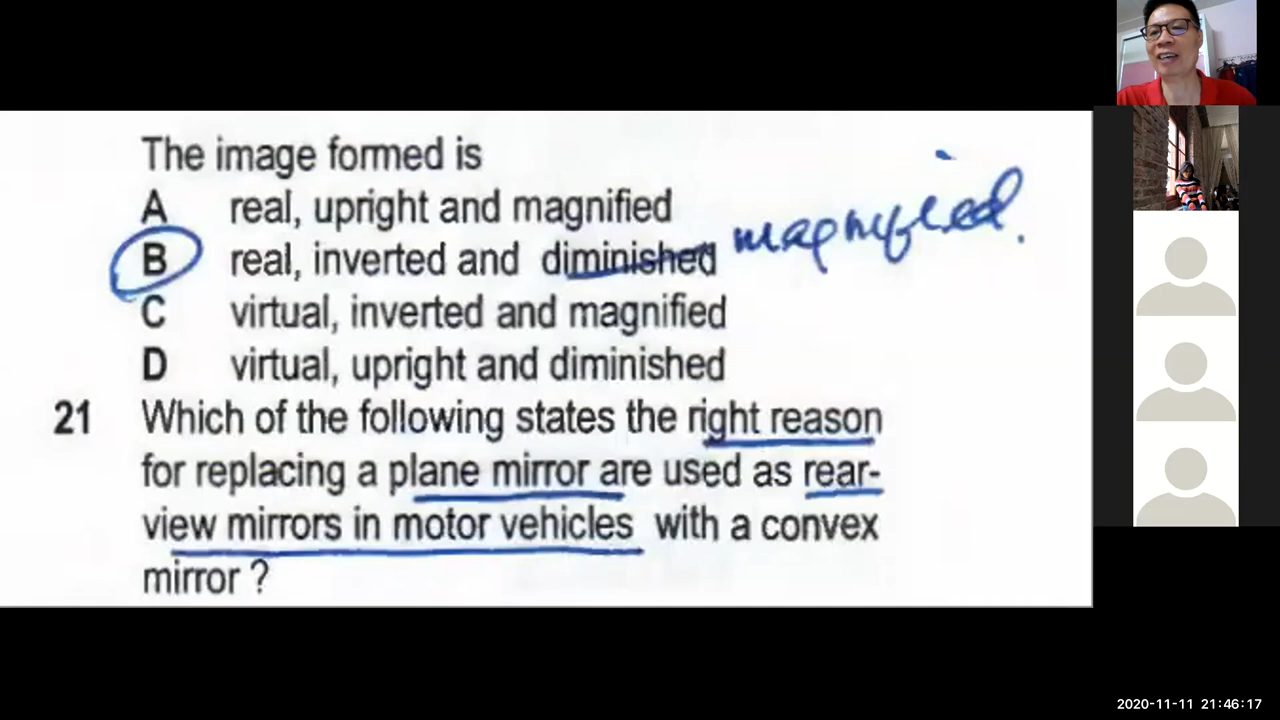 The image formed is
A real, upright and magnified
B real, inverted and diminished magnified.
C virtual, inverted and magnified
D virtual, upright and diminished
21 Which of the following states the right reason
for replacing a plane mirror are used as rear-
view mirrors in motor vehicles with a convex
mirror ?
2020-11-11 21:46:17